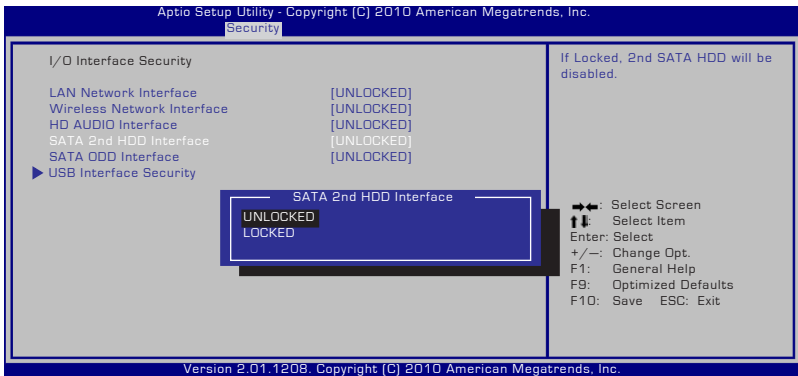 Aptio Setup Utility - Copyright (C) 2010 American Megatrends, Inc.
Security
I/O Interface Security
LAN Network Interface [UNLOCKED]
Wireless Network Interface [UNLOCKED]
HD AUDIO Interface [UNLOCKED]
SATA 2nd HDD Interface [UNLOCKED]
SATA ODD Interface [UNLOCKED]
USB Interface Security
SATA 2nd HDD Interface
UNLOCKED
LOCKED
If Locked, 2nd SATA HDD will be
disabled.
→←: Select Screen
↑↓: Select Item
Enter: Select
+/—: Change Opt.
F1: General Help
F9: Optimized Defaults
F10: Save ESC: Exit
Version 2.01.1208. Copyright (C) 2010 American Megatrends, Inc.